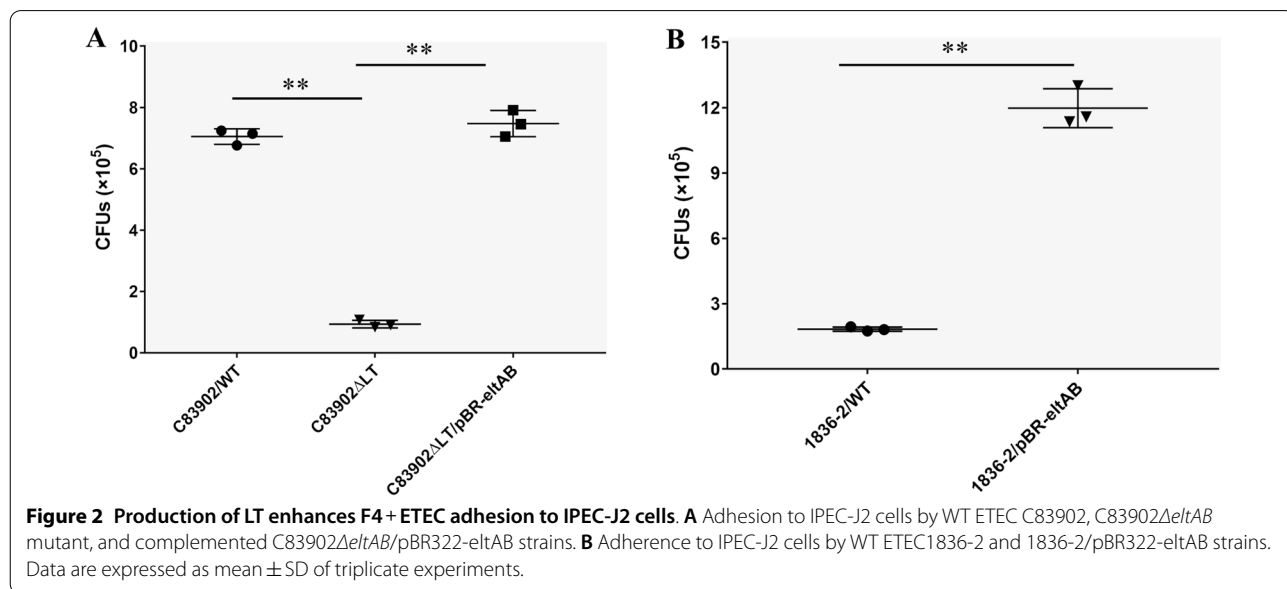 A
**
**
10
8
6
4
2
0
CFUs (×10⁵)
C83902/WT
C83902ΔLT
C83902ΔLT/pBR-eltAB
B
**
15
12
9
6
3
0
CFUs (×10⁵)
1836-2/WT
1836-2/pBR-eltAB
Figure 2 Production of LT enhances F4+ETEC adhesion to IPEC-J2 cells. A Adhesion to IPEC-J2 cells by WT ETEC C83902, C83902ΔeltAB
mutant, and complemented C83902ΔeltAB/pBR322-eltAB strains. B Adherence to IPEC-J2 cells by WT ETEC1836-2 and 1836-2/pBR322-eltAB strains.
Data are expressed as mean ± SD of triplicate experiments.